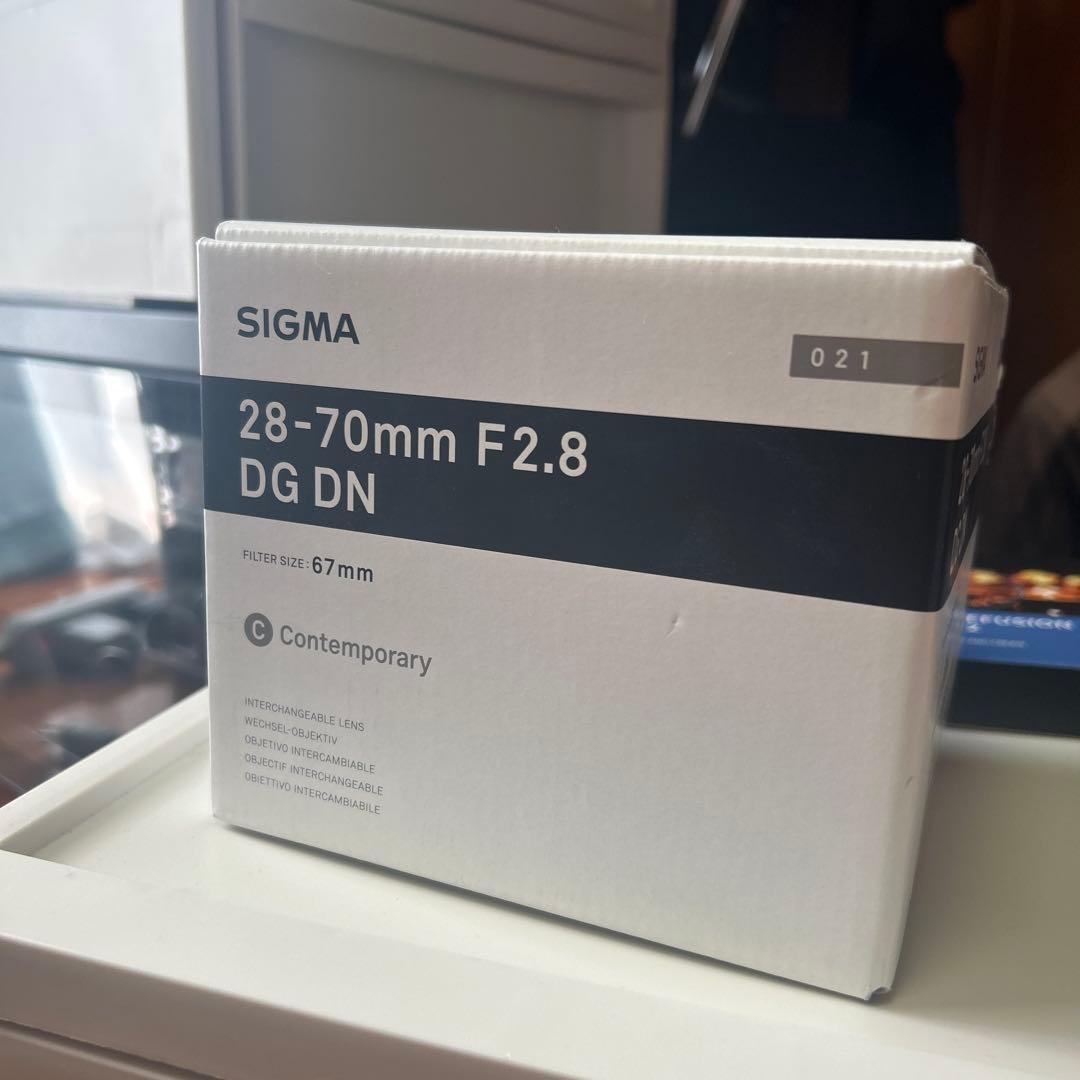 SIGMA
021
28-70mm F2.8
DG DN
FILTER SIZE: 67mm
C Contemporary
INTERCHANGEABLE LENS
WECHSEL-OBJEKTIV
OBJETIVO INTERCAMBIABLE
OBJECTIF INTERCHANGEABLE
OBIETTIVO INTERCAMBIABILE
SIGMA